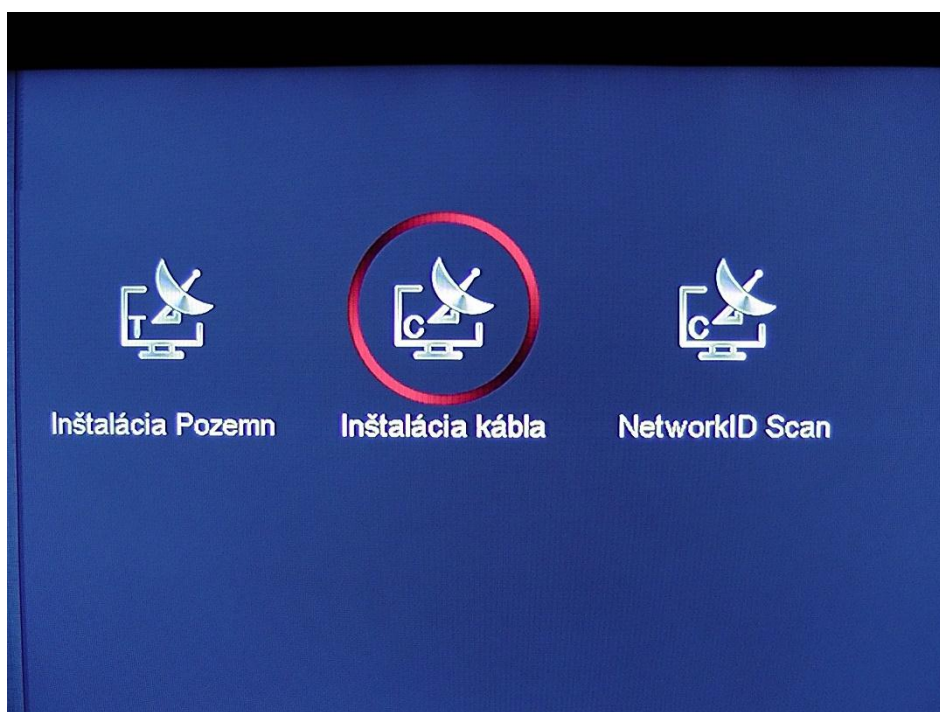 T
C
C
Inštalácia Pozemn
Inštalácia kábla
NetworkID Scan